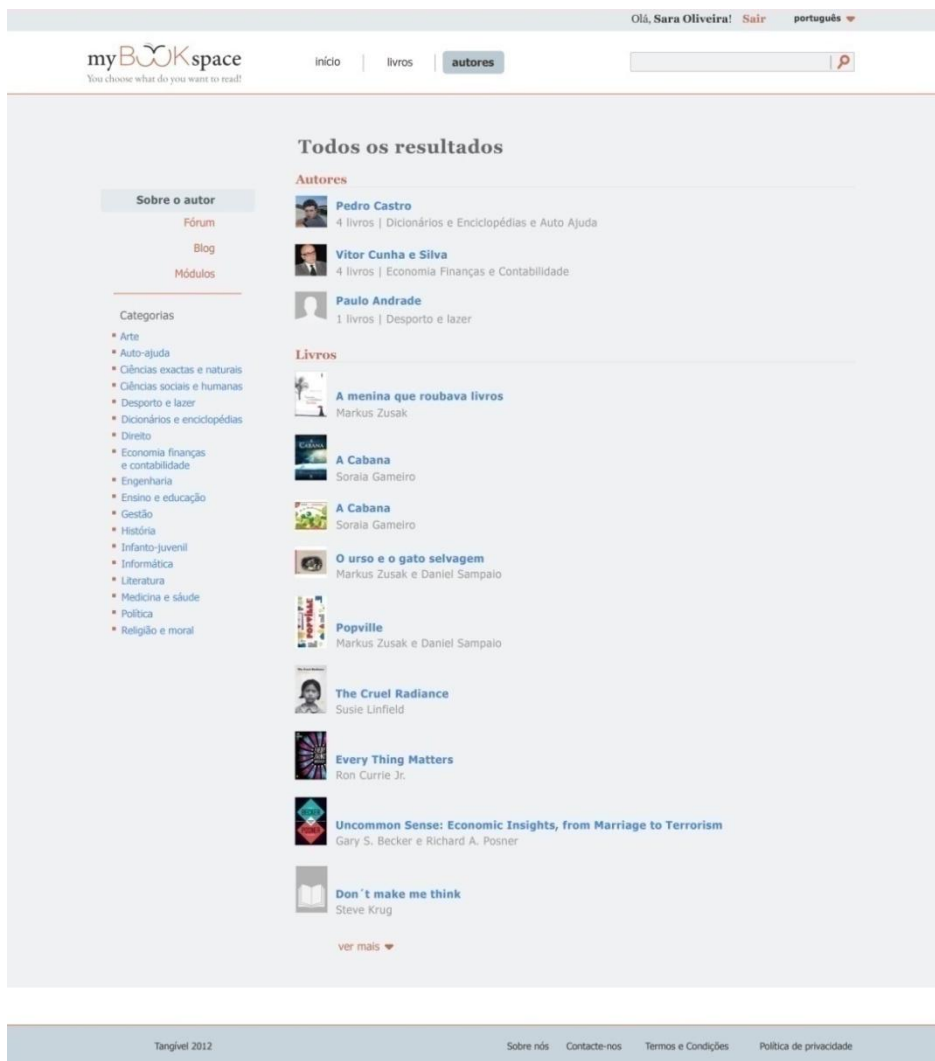 Olá, Sara Oliveira! Sair português
myBOOKspace
You choose what do you want to read!
início livros autores
Todos os resultados
Sobre o autor
Fórum
Blog
Módulos
Categorias
Arte
Auto-ajuda
Ciências exactas e naturais
Ciências sociais e humanas
Desporto e lazer
Dicionários e enciclopédias
Direito
Economia finanças
e contabilidade
Engenharia
Ensino e educação
Gestão
História
Infanto-juvenil
Informática
Literatura
Medicina e sáude
Política
Religião e moral
Autores
Pedro Castro
4 livros | Dicionários e Enciclopédias e Auto Ajuda
Vitor Cunha e Silva
4 livros | Economia Finanças e Contabilidade
Paulo Andrade
1 livros | Desporto e lazer
Livros
A menina que roubava livros
Markus Zusak
A Cabana
Soraia Gameiro
A Cabana
Soraia Gameiro
O urso e o gato selvagem
Markus Zusak e Daniel Sampaio
Popville
Markus Zusak e Daniel Sampaio
The Cruel Radiance
Susie Linfield
Every Thing Matters
Ron Currie Jr.
Uncommon Sense: Economic Insights, from Marriage to Terrorism
Gary S. Becker e Richard A. Posner
Don´t make me think
Steve Krug
ver mais
Tangível 2012 Sobre nós Contacte-nos Termos e Condições Política de privacidade